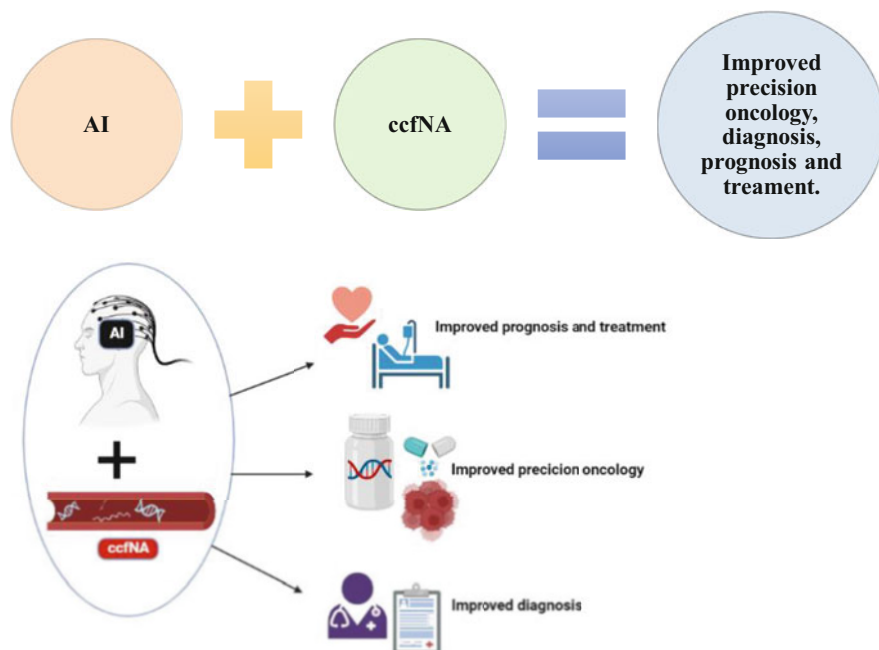 AI
ccfNA
Improved
precision
oncology,
diagnosis,
prognosis and
treament.
AI
ccfNA
Improved prognosis and treatment
Improved precicion oncology
Improved diagnosis